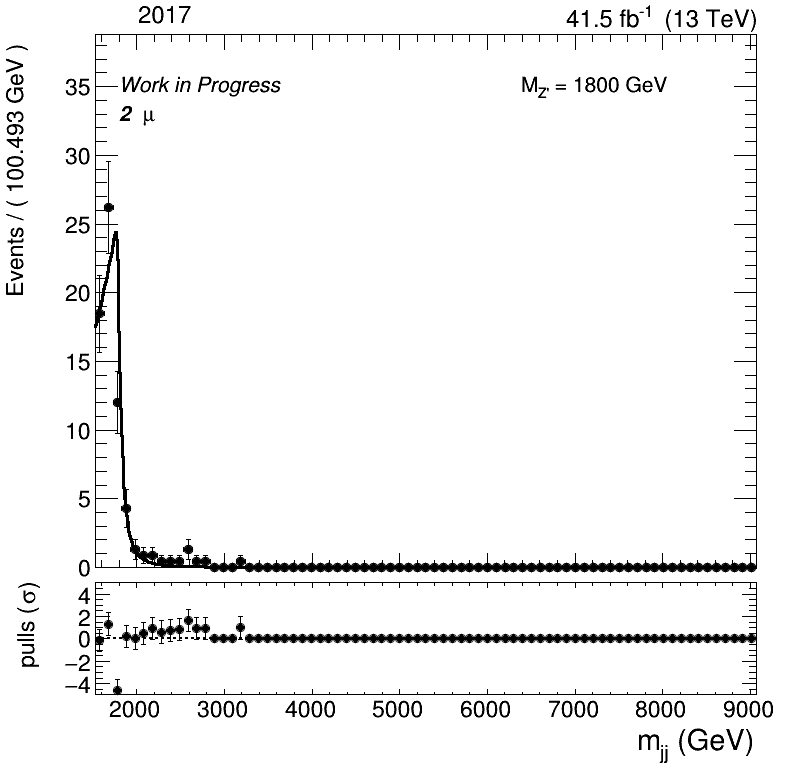 2017 41.5 fb⁻¹ (13 TeV)
Events / ( 100.493 GeV )
Work in Progress
M_Z' = 1800 GeV
2 μ
35
30
25
20
15
10
5
0
pulls (σ)
4
2
0
−2
−4
2000 3000 4000 5000 6000 7000 8000 9000
m_jj (GeV)